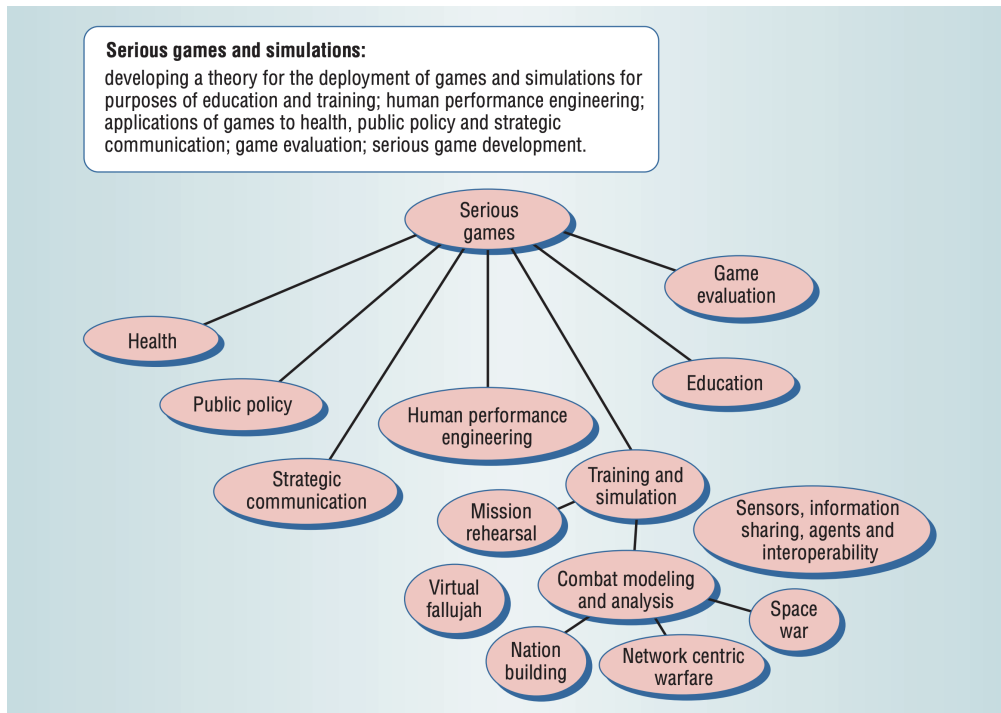 Serious games and simulations:
developing a theory for the deployment of games and simulations for
purposes of education and training; human performance engineering;
applications of games to health, public policy and strategic
communication; game evaluation; serious game development.
Serious
games
Game
evaluation
Health
Education
Public policy
Human performance
engineering
Strategic
communication
Training and
simulation
Mission
rehearsal
Sensors, information
sharing, agents and
interoperability
Virtual
fallujah
Combat modeling
and analysis
Space
war
Nation
building
Network centric
warfare